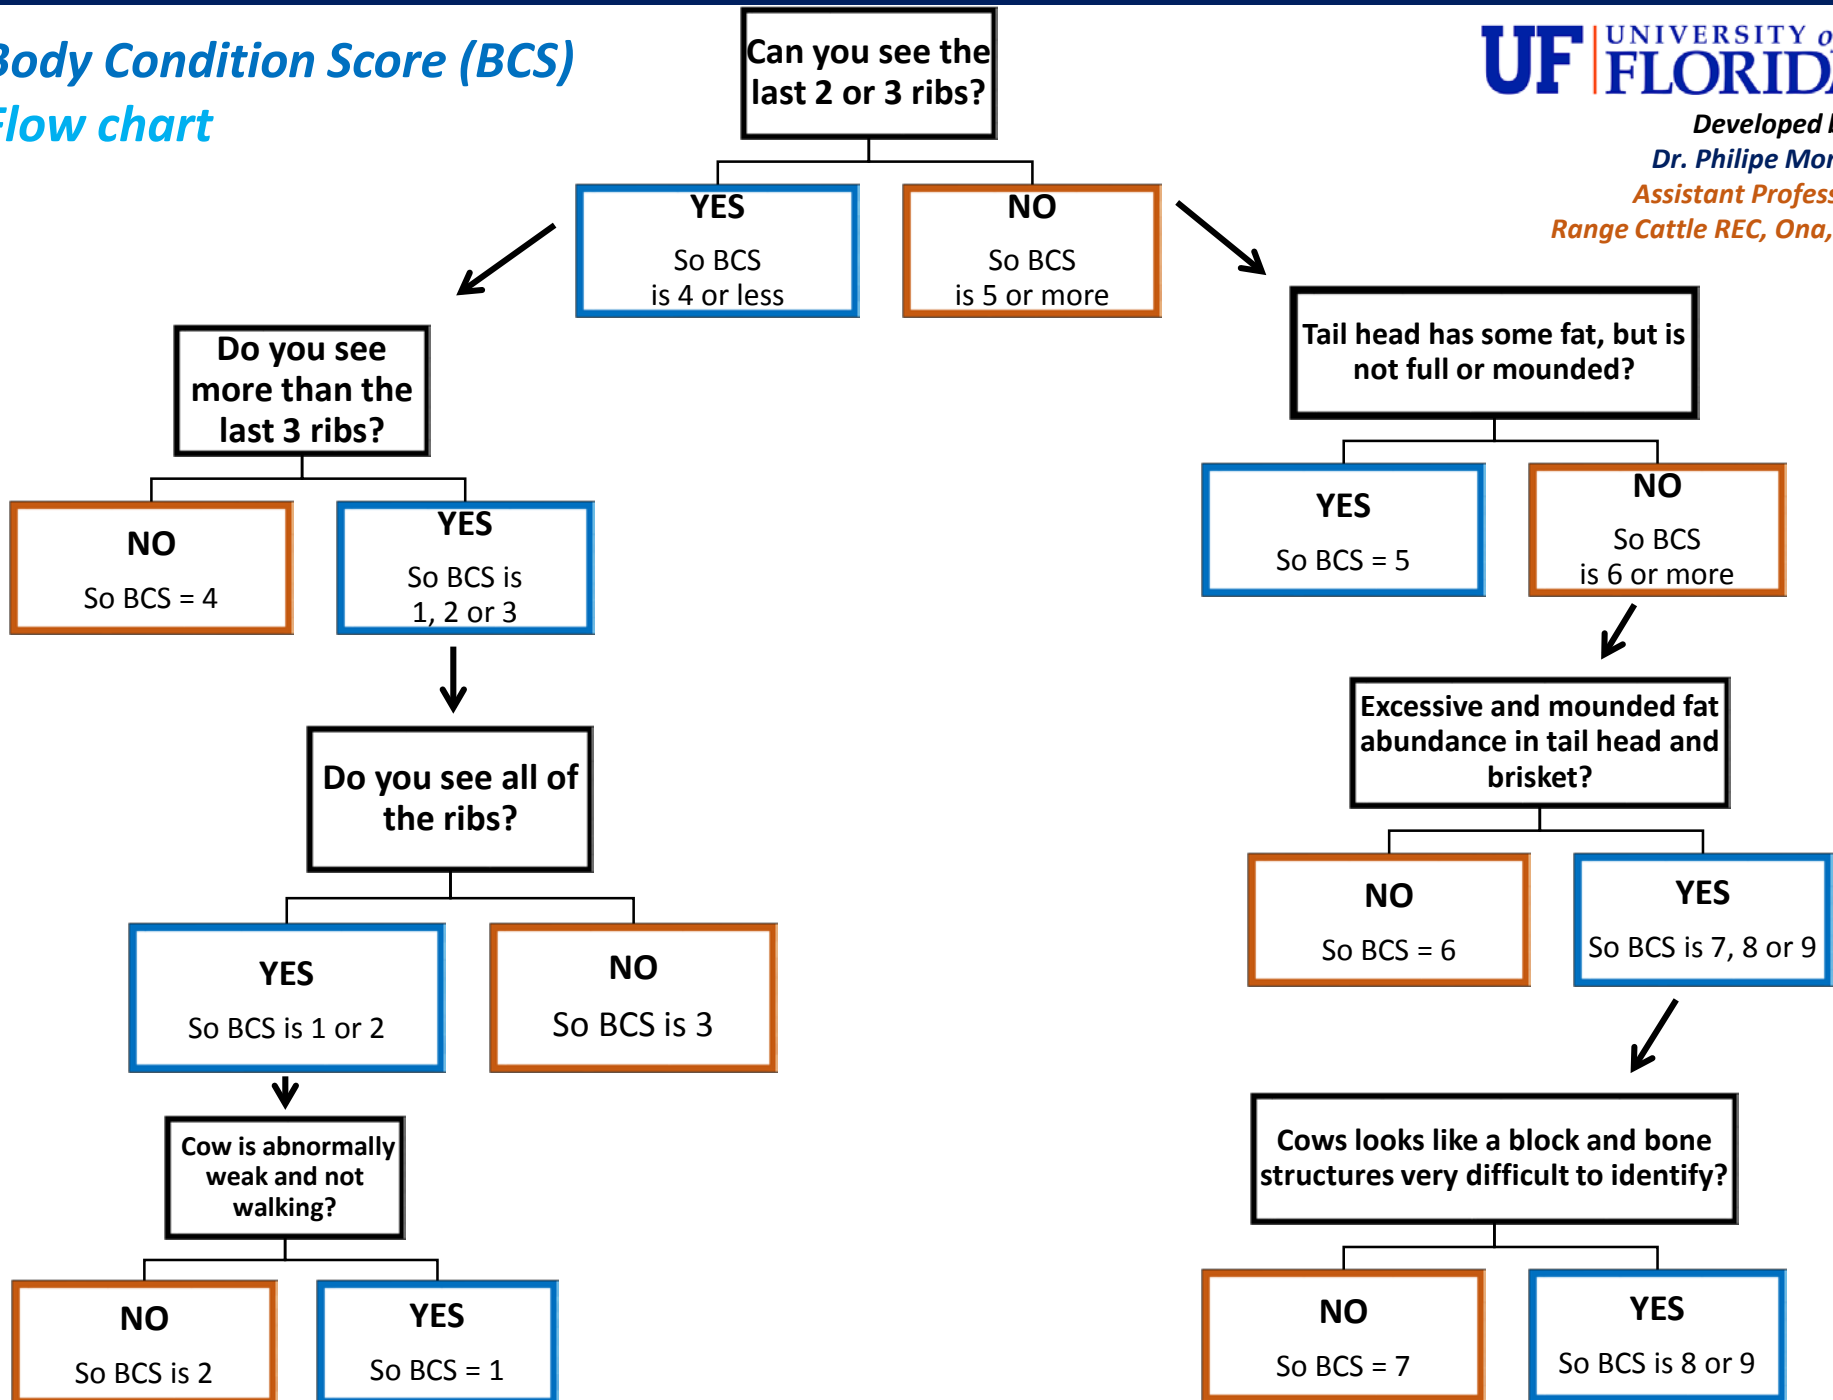 Body Condition Score (BCS)
Flow chart
UF
UNIVERSITY of
FLORIDA
Developed b
Dr. Philipe Mor
Assistant Profess
Range Cattle REC, Ona,
Can you see the
last 2 or 3 ribs?
YES
So BCS
is 4 or less
NO
So BCS
is 5 or more
Do you see
more than the
last 3 ribs?
NO
So BCS = 4
YES
So BCS is
1, 2 or 3
Do you see all of
the ribs?
YES
So BCS is 1 or 2
NO
So BCS is 3
Cow is abnormally
weak and not
walking?
NO
So BCS is 2
YES
So BCS = 1
Tail head has some fat, but is
not full or mounded?
YES
So BCS = 5
NO
So BCS
is 6 or more
Excessive and mounded fat
abundance in tail head and
brisket?
NO
So BCS = 6
YES
So BCS is 7, 8 or 9
Cows looks like a block and bone
structures very difficult to identify?
NO
So BCS = 7
YES
So BCS is 8 or 9